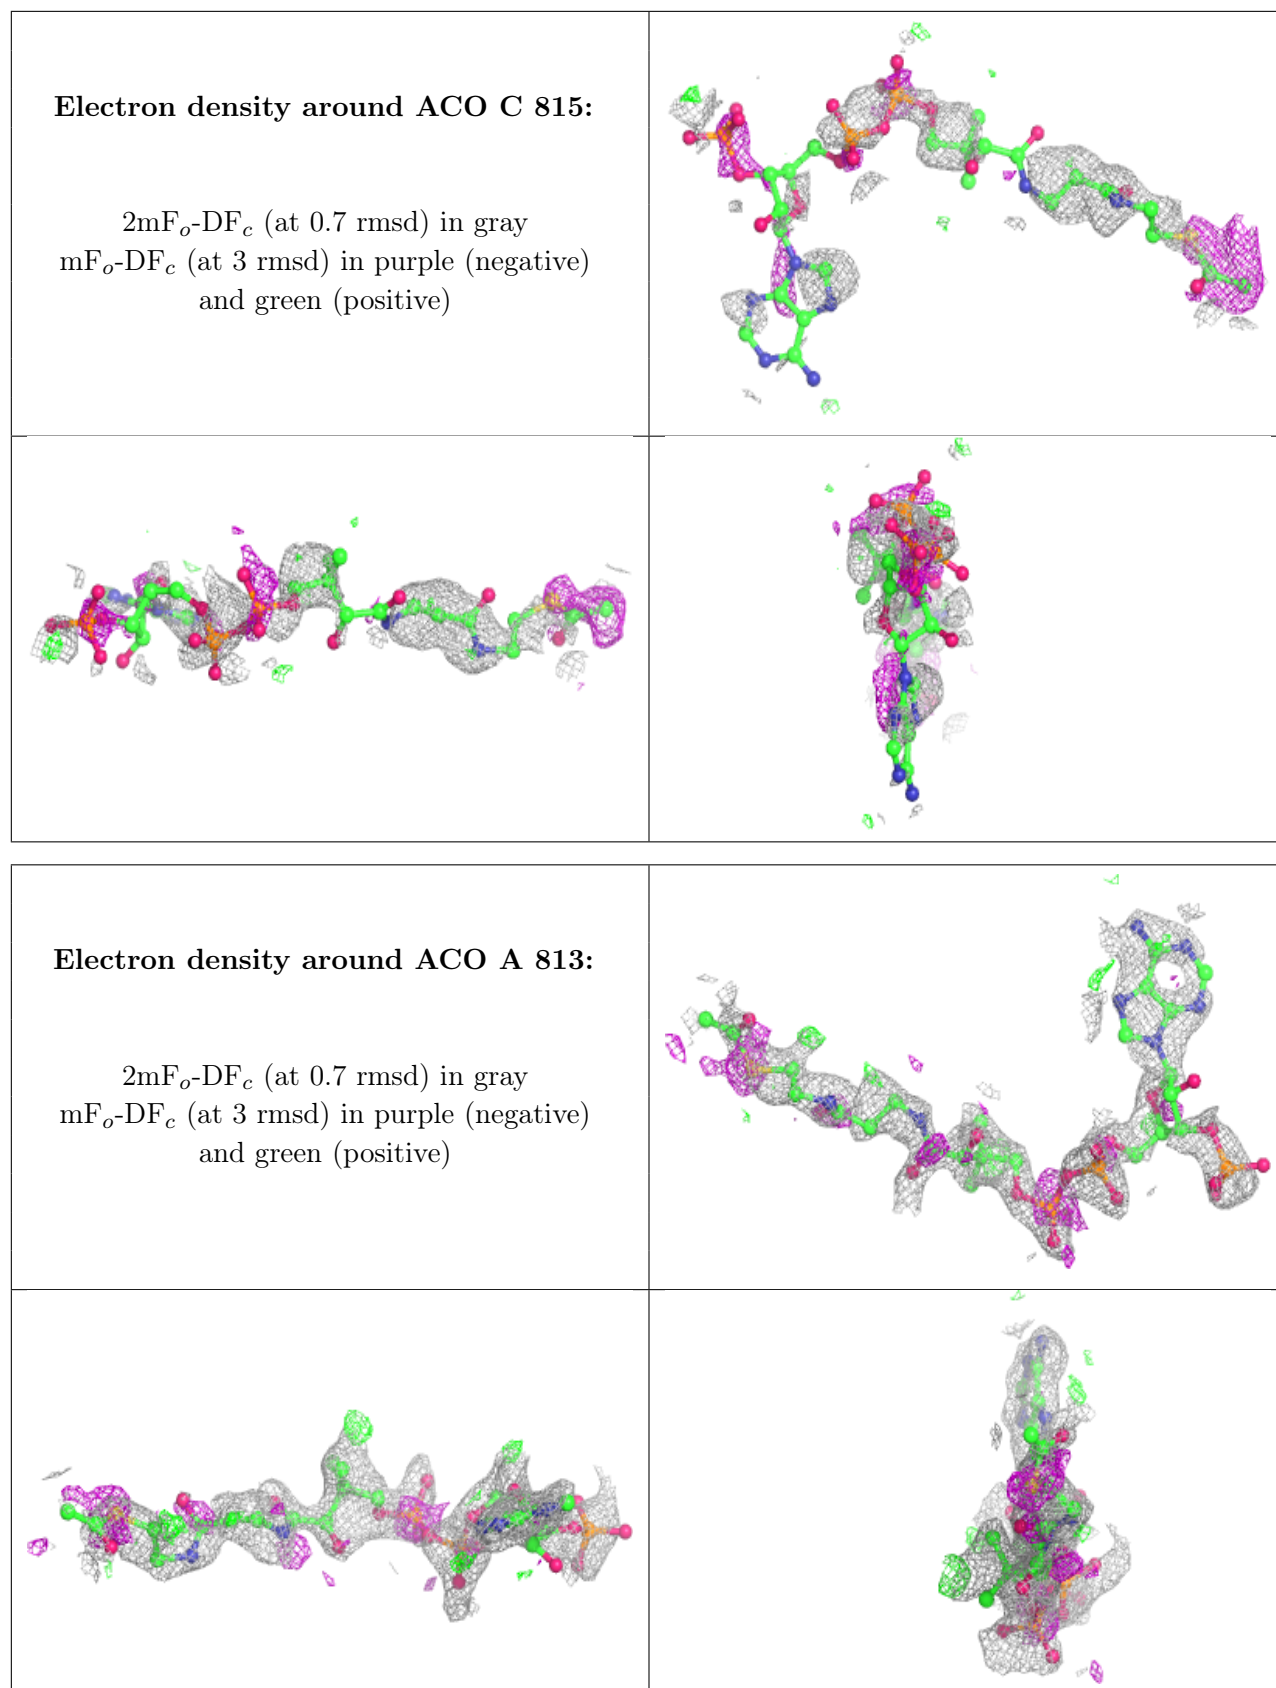 Electron density around ACO C 815:
2mFo-DFc (at 0.7 rmsd) in gray
mFo-DFc (at 3 rmsd) in purple (negative)
and green (positive)
Electron density around ACO A 813:
2mFo-DFc (at 0.7 rmsd) in gray
mFo-DFc (at 3 rmsd) in purple (negative)
and green (positive)